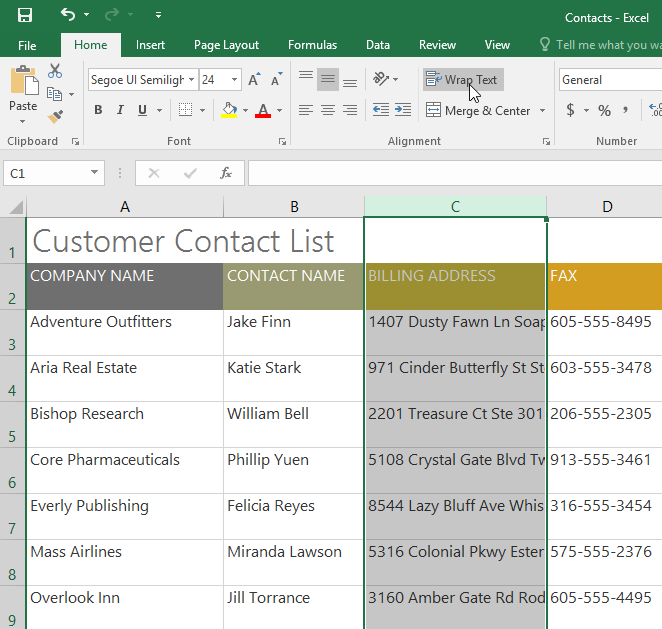 Contacts - Excel
File Home Insert Page Layout Formulas Data Review View Tell me what you wa
Paste
Segoe UI Semiligh 24 A A
B I U A
Wrap Text
Merge & Center
General
$ % , .00
Clipboard Font Alignment Number
C1 fx
A B C D
1 Customer Contact List
2 COMPANY NAME CONTACT NAME BILLING ADDRESS FAX
3 Adventure Outfitters Jake Finn 1407 Dusty Fawn Ln Soap 605-555-8495
4 Aria Real Estate Katie Stark 971 Cinder Butterfly St St 603-555-3478
5 Bishop Research William Bell 2201 Treasure Ct Ste 301 206-555-2305
6 Core Pharmaceuticals Phillip Yuen 5108 Crystal Gate Blvd Tw 913-555-3461
7 Everly Publishing Felicia Reyes 8544 Lazy Bluff Ave Whis 316-555-3454
8 Mass Airlines Miranda Lawson 5316 Colonial Pkwy Ester 575-555-2376
9 Overlook Inn Jill Torrance 3160 Amber Gate Rd Rod 605-555-4495